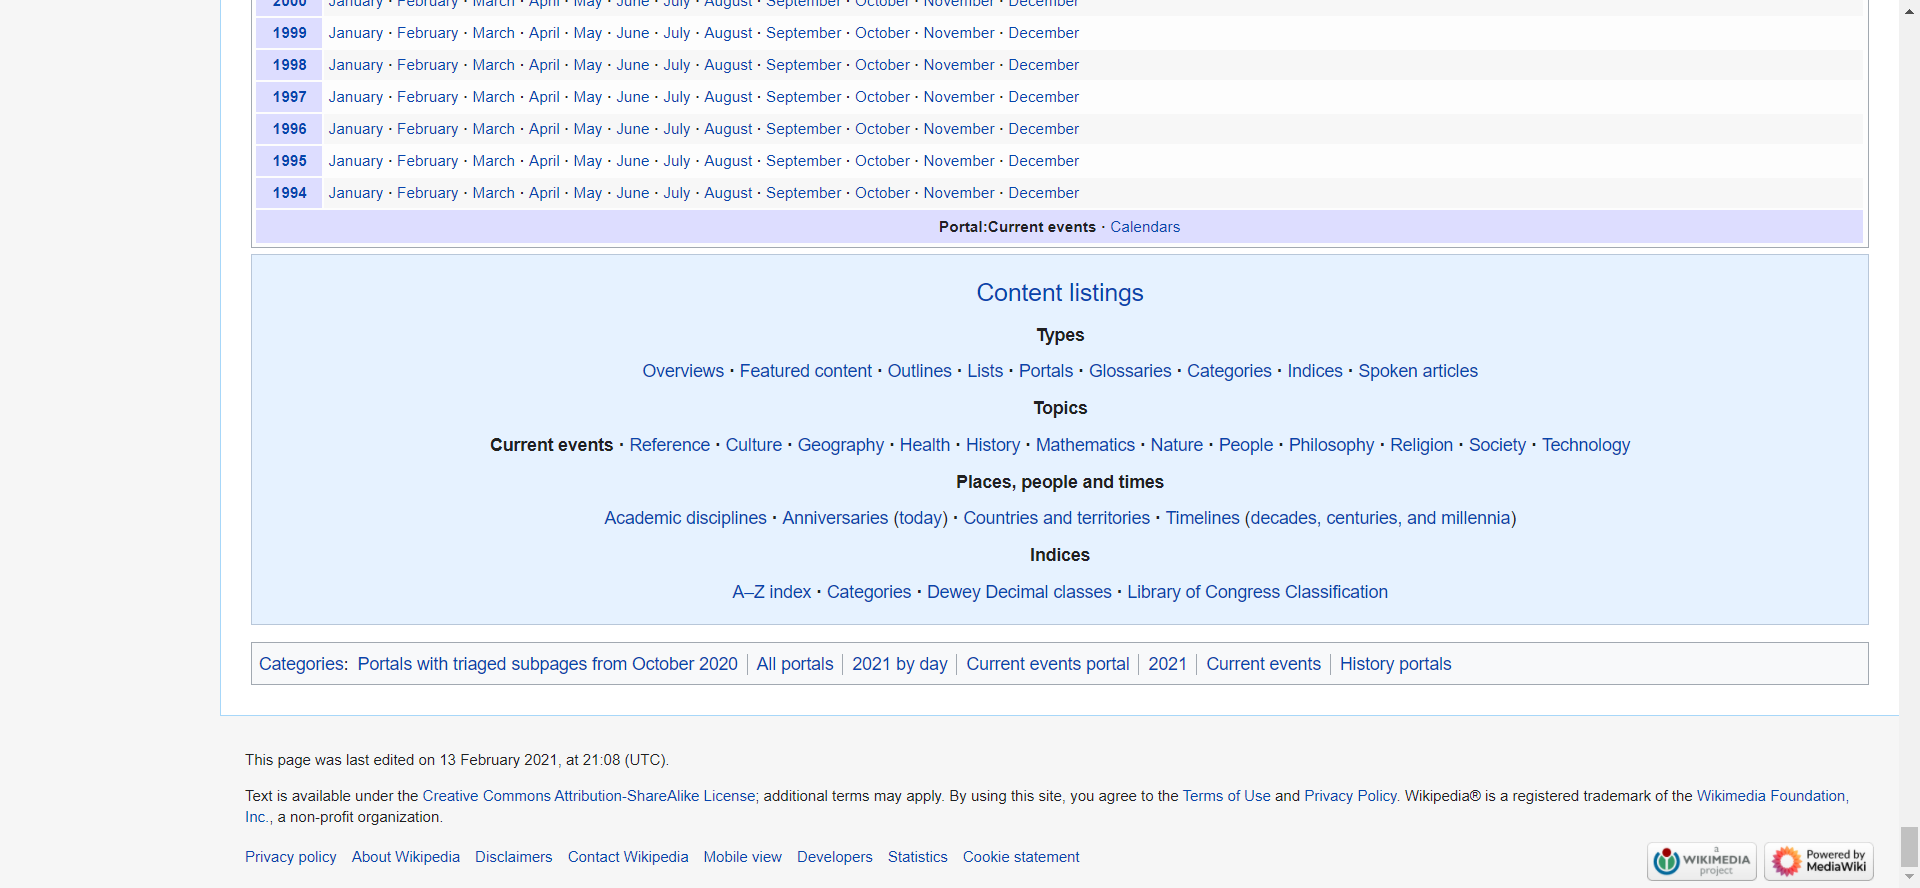 2000 January · February · March · April · May · June · July · August · September · October · November · December
1999 January · February · March · April · May · June · July · August · September · October · November · December
1998 January · February · March · April · May · June · July · August · September · October · November · December
1997 January · February · March · April · May · June · July · August · September · October · November · December
1996 January · February · March · April · May · June · July · August · September · October · November · December
1995 January · February · March · April · May · June · July · August · September · October · November · December
1994 January · February · March · April · May · June · July · August · September · October · November · December
Portal:Current events · Calendars
Content listings
Types
Overviews · Featured content · Outlines · Lists · Portals · Glossaries · Categories · Indices · Spoken articles
Topics
Current events · Reference · Culture · Geography · Health · History · Mathematics · Nature · People · Philosophy · Religion · Society · Technology
Places, people and times
Academic disciplines · Anniversaries (today) · Countries and territories · Timelines (decades, centuries, and millennia)
Indices
A–Z index · Categories · Dewey Decimal classes · Library of Congress Classification
Categories: Portals with triaged subpages from October 2020 | All portals | 2021 by day | Current events portal | 2021 | Current events | History portals
This page was last edited on 13 February 2021, at 21:08 (UTC).
Text is available under the Creative Commons Attribution-ShareAlike License; additional terms may apply. By using this site, you agree to the Terms of Use and Privacy Policy. Wikipedia® is a registered trademark of the Wikimedia Foundation,
Inc., a non-profit organization.
Privacy policy About Wikipedia Disclaimers Contact Wikipedia Mobile view Developers Statistics Cookie statement
a
WIKIMEDIA
project
Powered by
MediaWiki